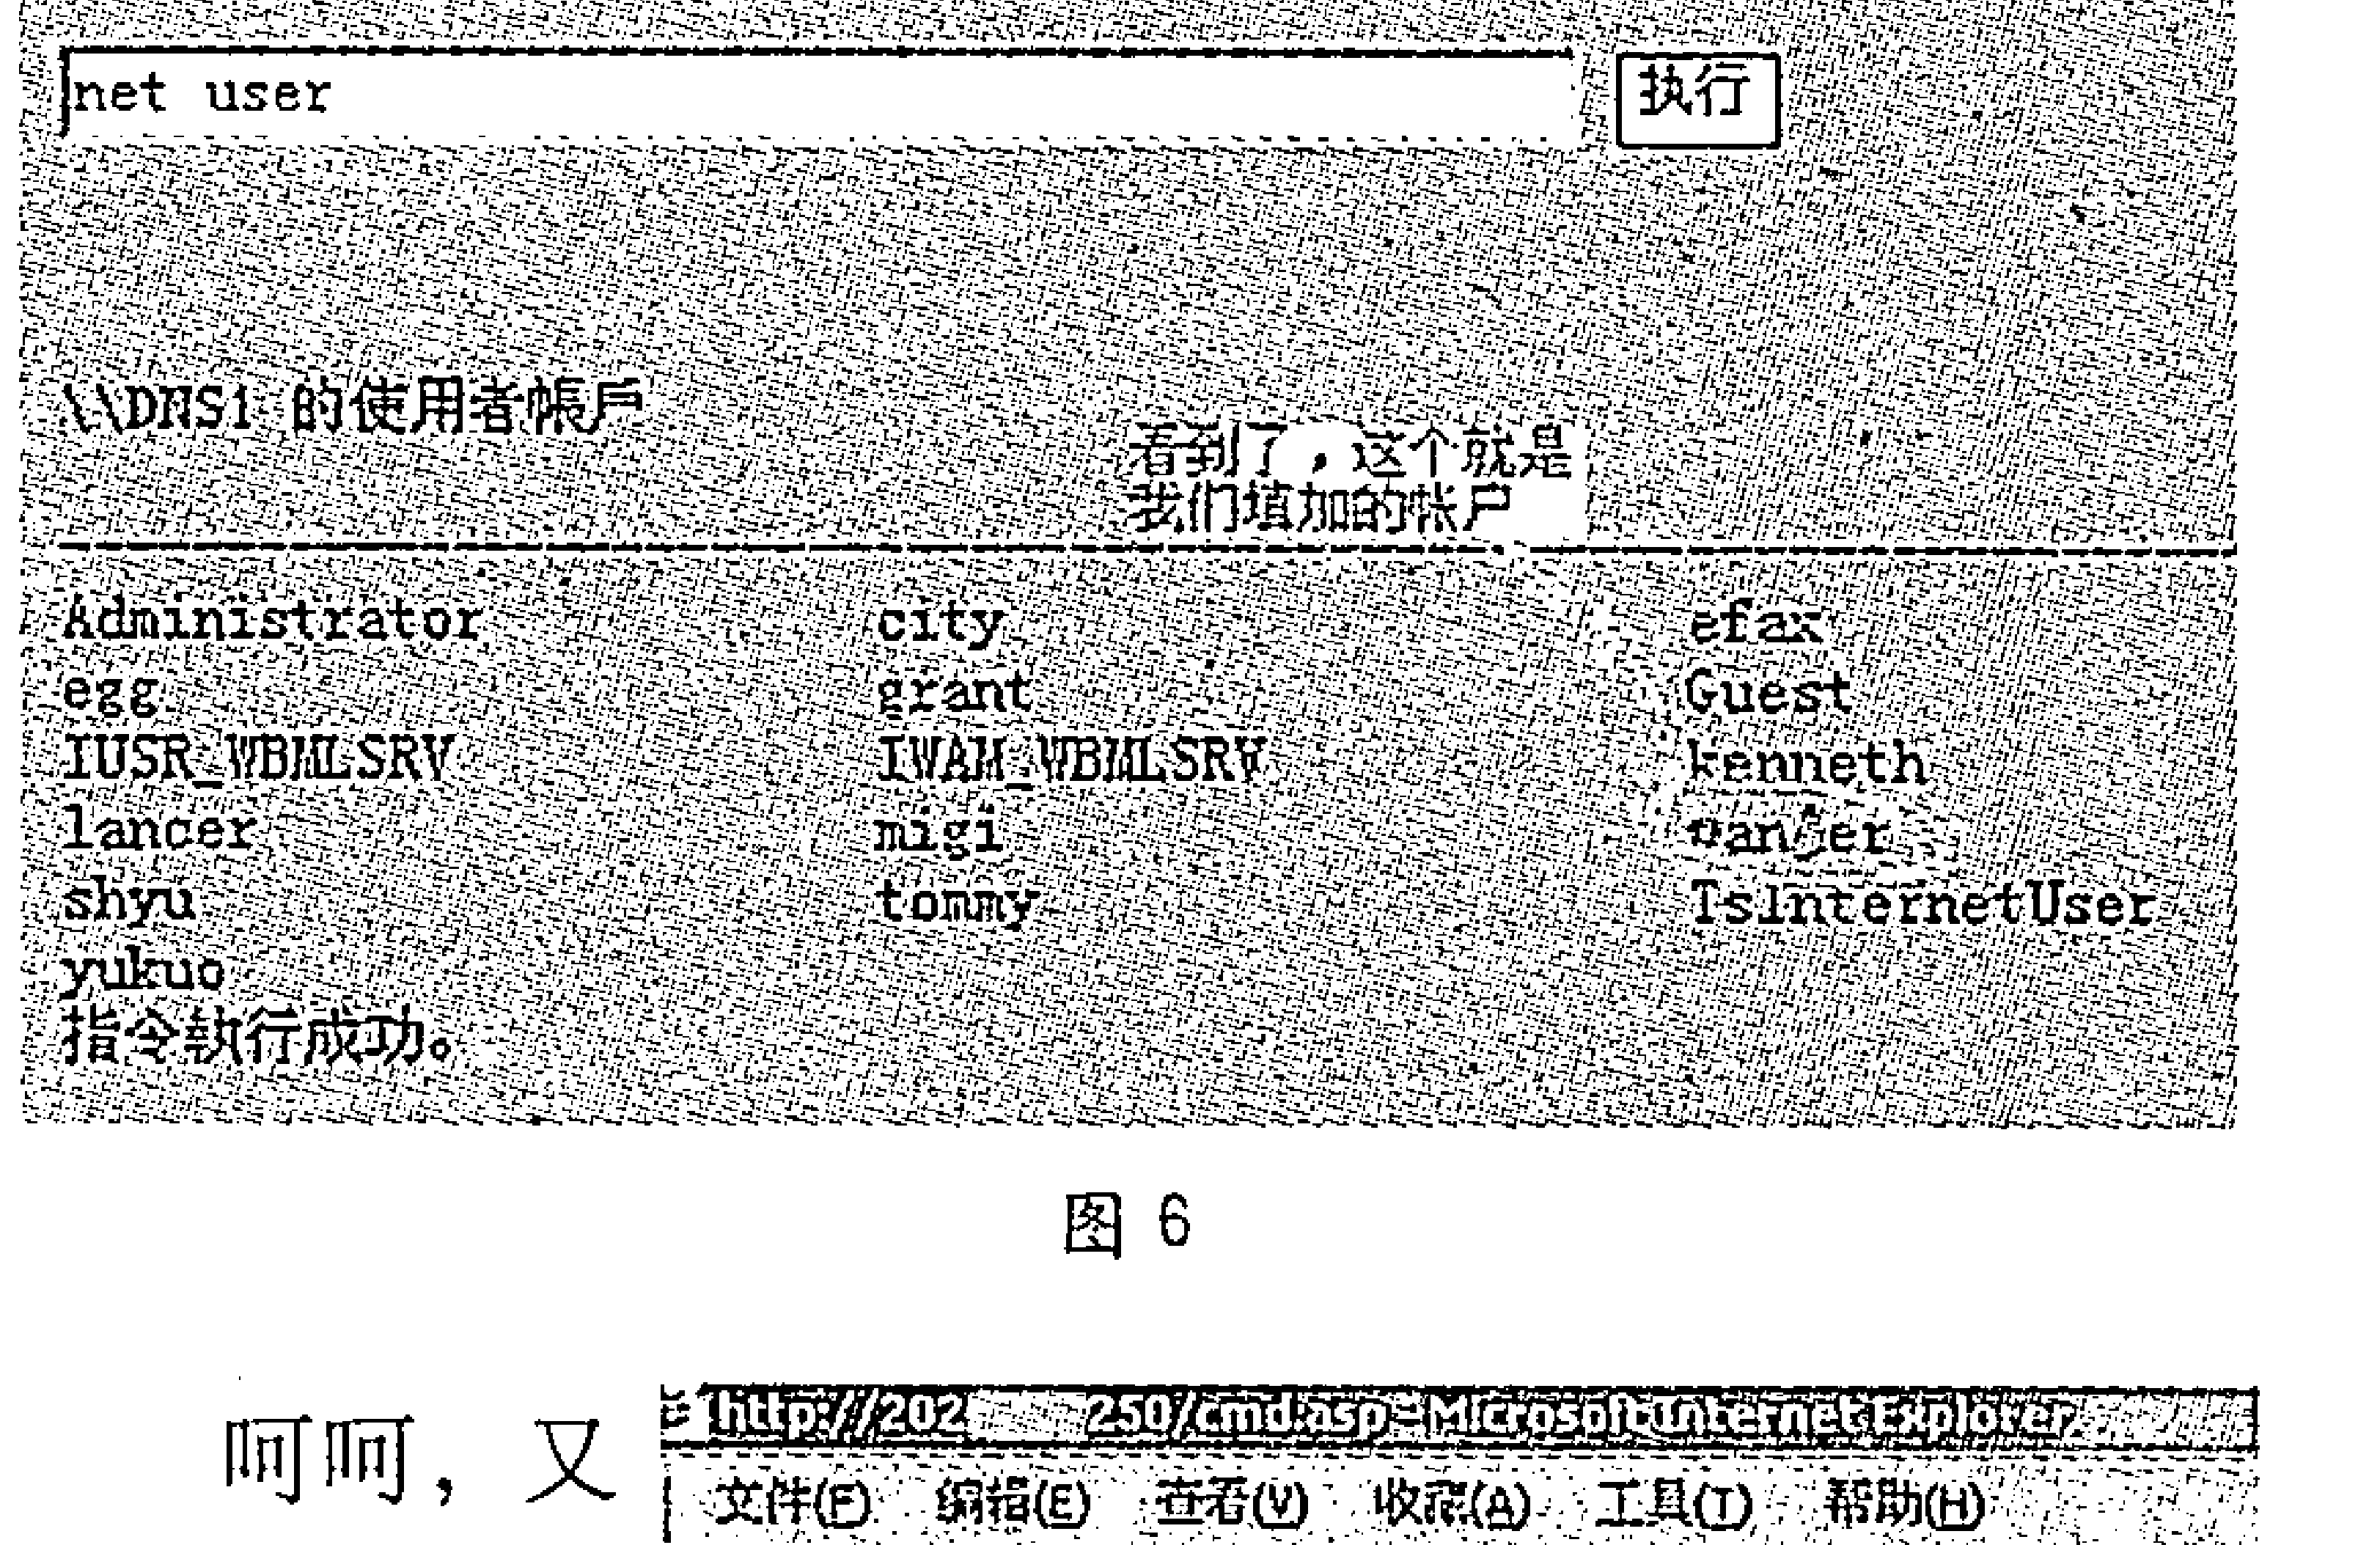 net user 执行
\\DNS1 的使用者帳戶
看到了，这个就是
我们填加的帐户
Administrator city efax
egg grant Guest
IUSR_WBMLSRV IWAM_WBMLSRV kenneth
lancer migi
shyu tommy TsInternetUser
yukuo
指令執行成功。
图 6
呵呵，又
http://202 250/cmd.asp - Microsoft Internet Explorer
文件(F) 编辑(E) 查看(V) 收藏(A) 工具(T) 帮助(H)